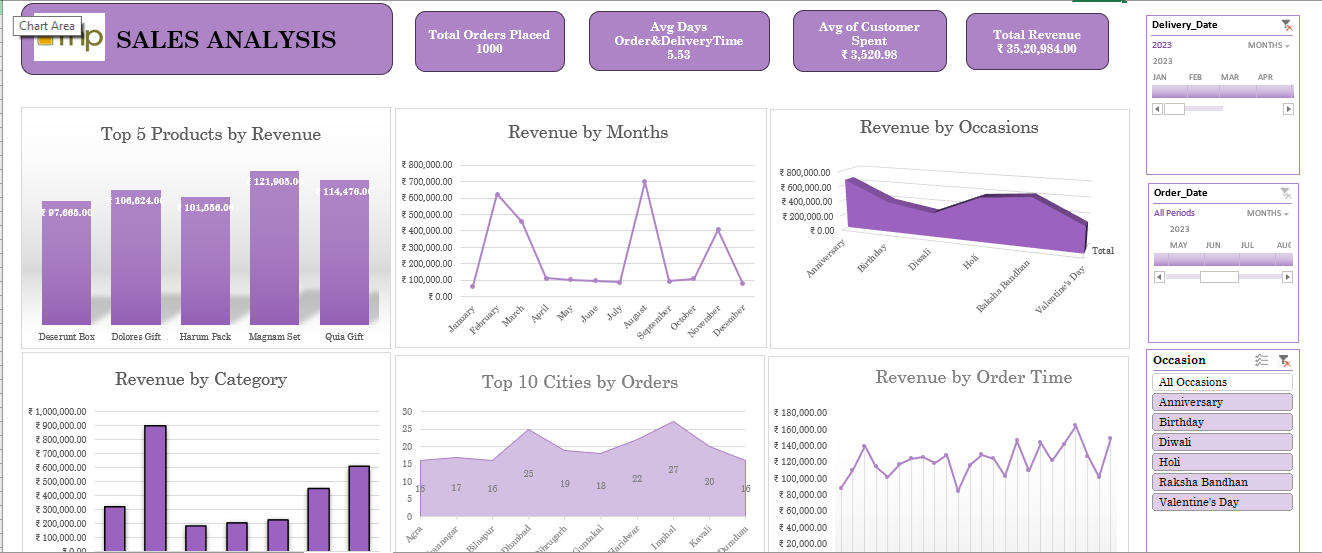 Chart Area
SALES ANALYSIS
Total Orders Placed
1000
Avg Days
Order&DeliveryTime
5.53
Avg of Customer
Spent
₹ 3,520.98
Total Revenue
₹ 35,20,984.00
Delivery_Date
2023
MONTHS
2023
JAN FEB MAR APR
Top 5 Products by Revenue
₹ 97,665.00
₹ 106,624.00
₹ 101,556.00
₹ 121,905.00
₹ 114,476.00
Deserunt Box Dolores Gift Harum Pack Magnam Set Quia Gift
Revenue by Months
₹ 800,000.00
₹ 700,000.00
₹ 600,000.00
₹ 500,000.00
₹ 400,000.00
₹ 300,000.00
₹ 200,000.00
₹ 100,000.00
₹ 0.00
January
February
March
April
May
June
July
August
September
October
November
December
Revenue by Occasions
₹ 800,000.00
₹ 600,000.00
₹ 400,000.00
₹ 200,000.00
₹ 0.00
Anniversary
Birthday
Diwali
Holi
Raksha Bandhan
Valentine's Day
Total
Order_Date
All Periods
MONTHS
2023
MAY JUN JUL AUG
Revenue by Category
₹ 1,000,000.00
₹ 900,000.00
₹ 800,000.00
₹ 700,000.00
₹ 600,000.00
₹ 500,000.00
₹ 400,000.00
₹ 300,000.00
₹ 200,000.00
₹ 100,000.00
₹ 0.00
Top 10 Cities by Orders
30
25
20
15
10
5
0
16 17 16 25 19 18 22 27 20 16
Agra
Bilaspur
Dhanbad
Dibrugarh
Guntakal
Haridwar
Imphal
Kavali
Dumdum
Revenue by Order Time
₹ 180,000.00
₹ 160,000.00
₹ 140,000.00
₹ 120,000.00
₹ 100,000.00
₹ 80,000.00
₹ 60,000.00
₹ 40,000.00
₹ 20,000.00
Occasion
All Occasions
Anniversary
Birthday
Diwali
Holi
Raksha Bandhan
Valentine's Day